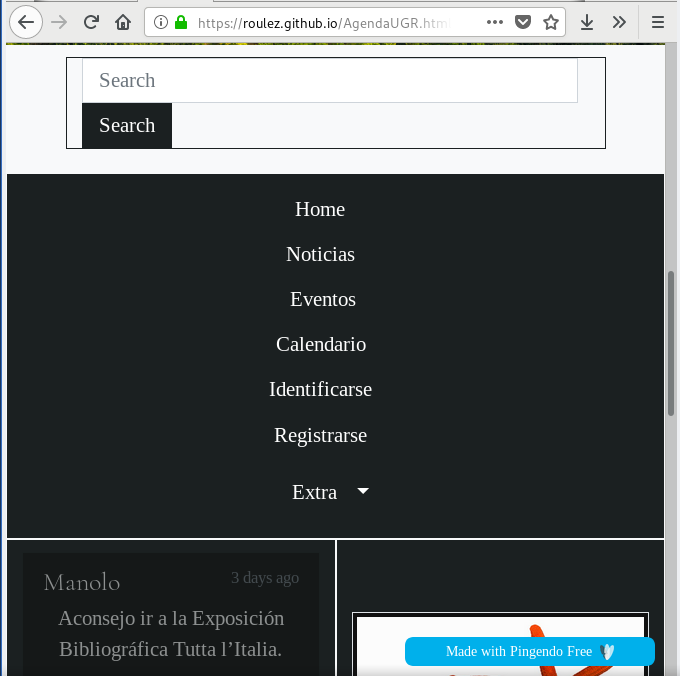 https://roulez.github.io/AgendaUGR.htm
Search
Search
Home
Noticias
Eventos
Calendario
Identificarse
Registrarse
Extra
Manolo
3 days ago
Aconsejo ir a la Exposición
Bibliográfica Tutta l’Italia.
Made with Pingendo Free